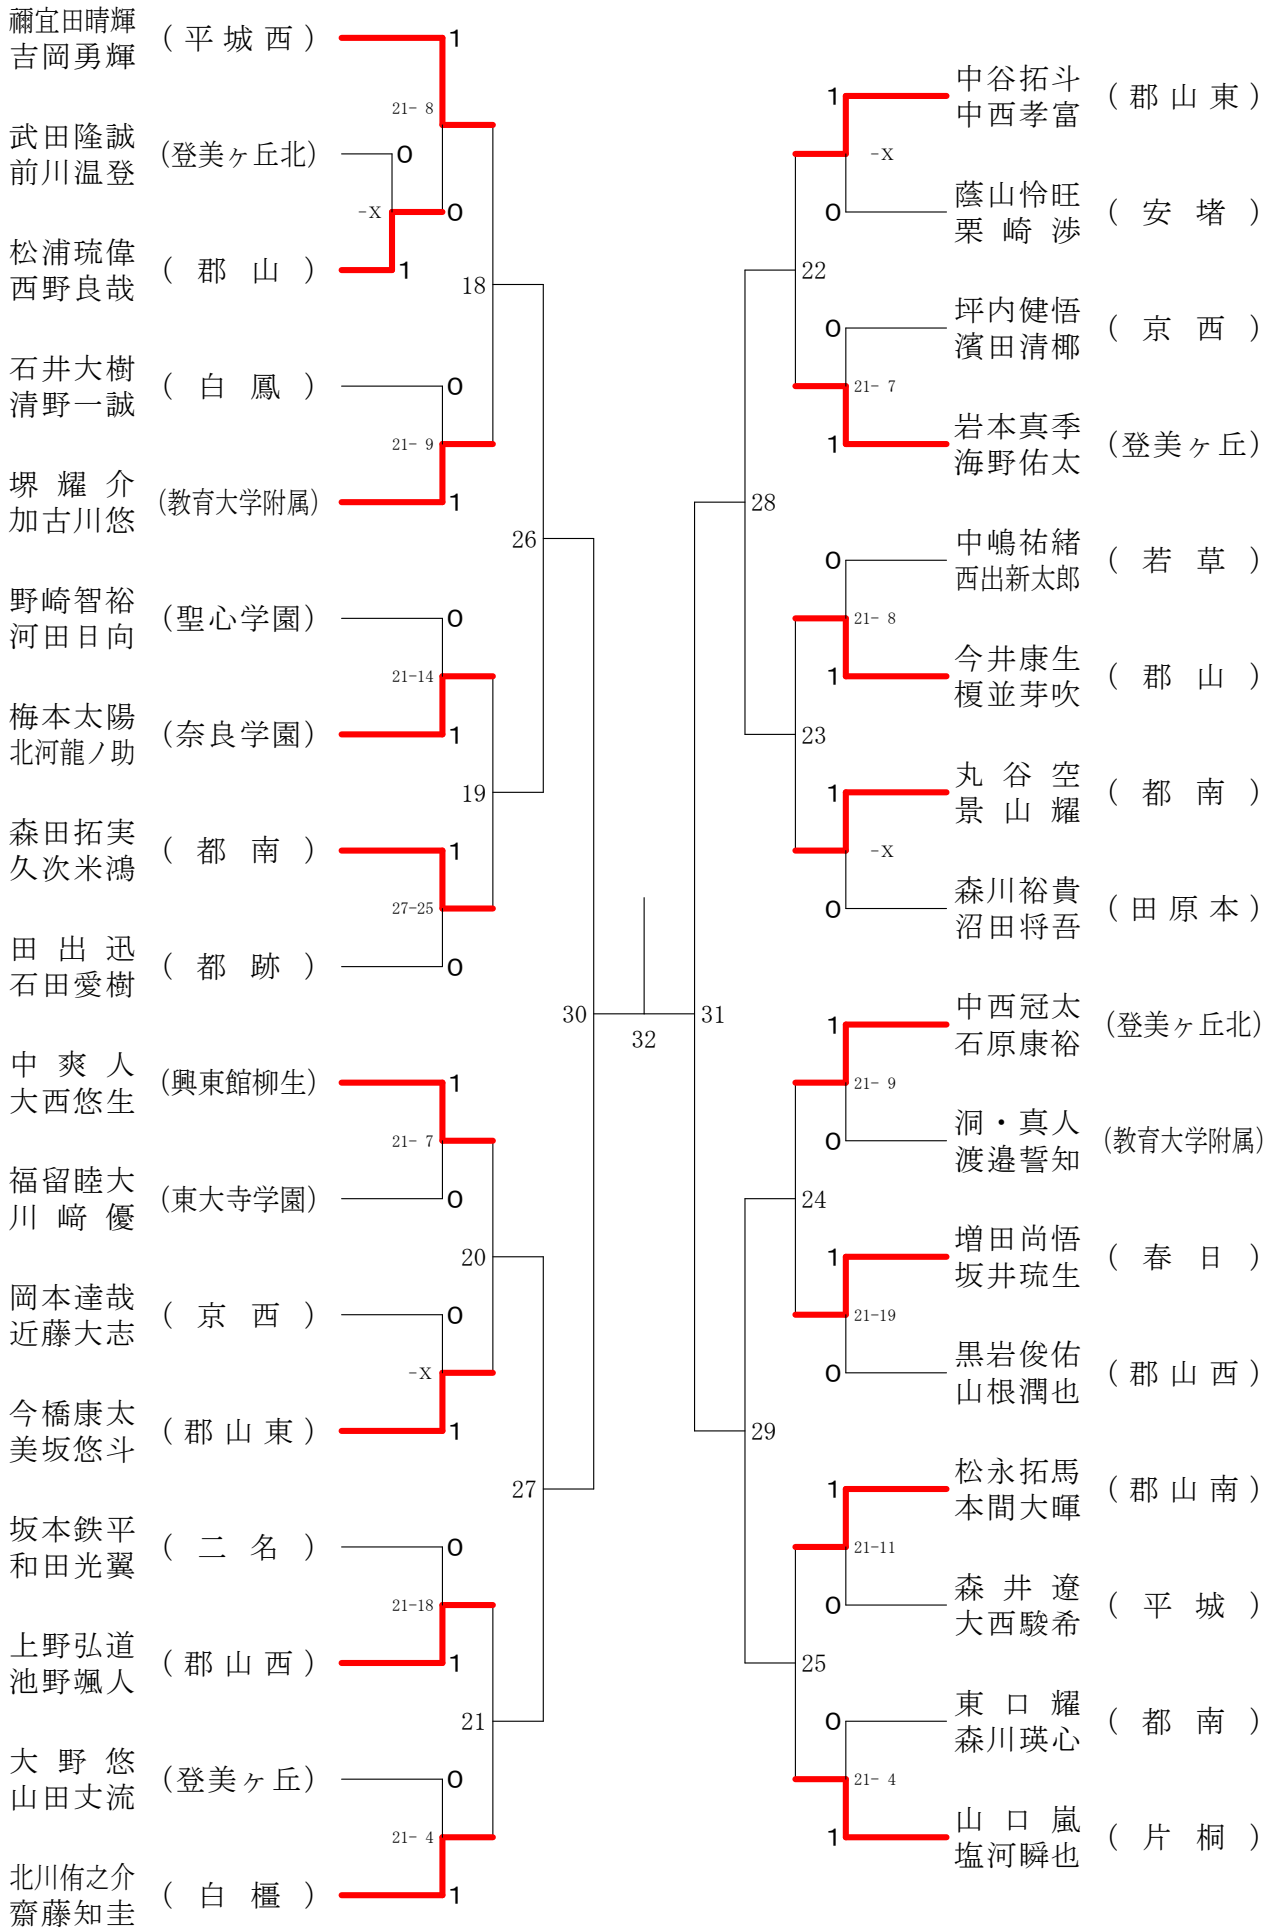 禰宜田晴輝
吉岡勇輝
(平城西)
1
21- 8
武田隆誠
前川温登
(登美ヶ丘北)
0
-X
0
松浦琉偉
西野良哉
(郡山)
1
18
石井大樹
清野一誠
(白鳳)
0
21- 9
堺耀介
加古川悠
(教育大学附属)
1
26
野崎智裕
河田日向
(聖心学園)
0
21-14
梅本太陽
北河龍ノ助
(奈良学園)
1
19
森田拓実
久次米鴻
(都南)
1
27-25
田出迅
石田愛樹
(都跡)
0
30
32
31
中爽人
大西悠生
(興東館柳生)
1
21- 7
福留睦大
川﨑優
(東大寺学園)
0
20
岡本達哉
近藤大志
(京西)
0
-X
今橋康太
美坂悠斗
(郡山東)
1
27
坂本鉄平
和田光翼
(二名)
0
21-18
上野弘道
池野颯人
(郡山西)
1
21
大野悠
山田丈流
(登美ヶ丘)
0
21- 4
北川侑之介
齋藤知圭
(白橿)
1
1
中谷拓斗
中西孝富
(郡山東)
-X
0
蔭山怜旺
栗崎渉
(安堵)
22
0
坪内健悟
濱田清椰
(京西)
21- 7
1
岩本真季
海野佑太
(登美ヶ丘)
28
0
中嶋祐緒
西出新太郎
(若草)
21- 8
1
今井康生
榎並芽吹
(郡山)
23
1
丸谷空
景山耀
(都南)
-X
0
森川裕貴
沼田将吾
(田原本)
1
中西冠太
石原康裕
(登美ヶ丘北)
21- 9
0
洞・真人
渡邉誓知
(教育大学附属)
24
1
増田尚悟
坂井琉生
(春日)
21-19
0
黒岩俊佑
山根潤也
(郡山西)
29
1
松永拓馬
本間大暉
(郡山南)
21-11
0
森井遼
大西駿希
(平城)
25
0
東口耀
森川瑛心
(都南)
21- 4
1
山口嵐
塩河瞬也
(片桐)